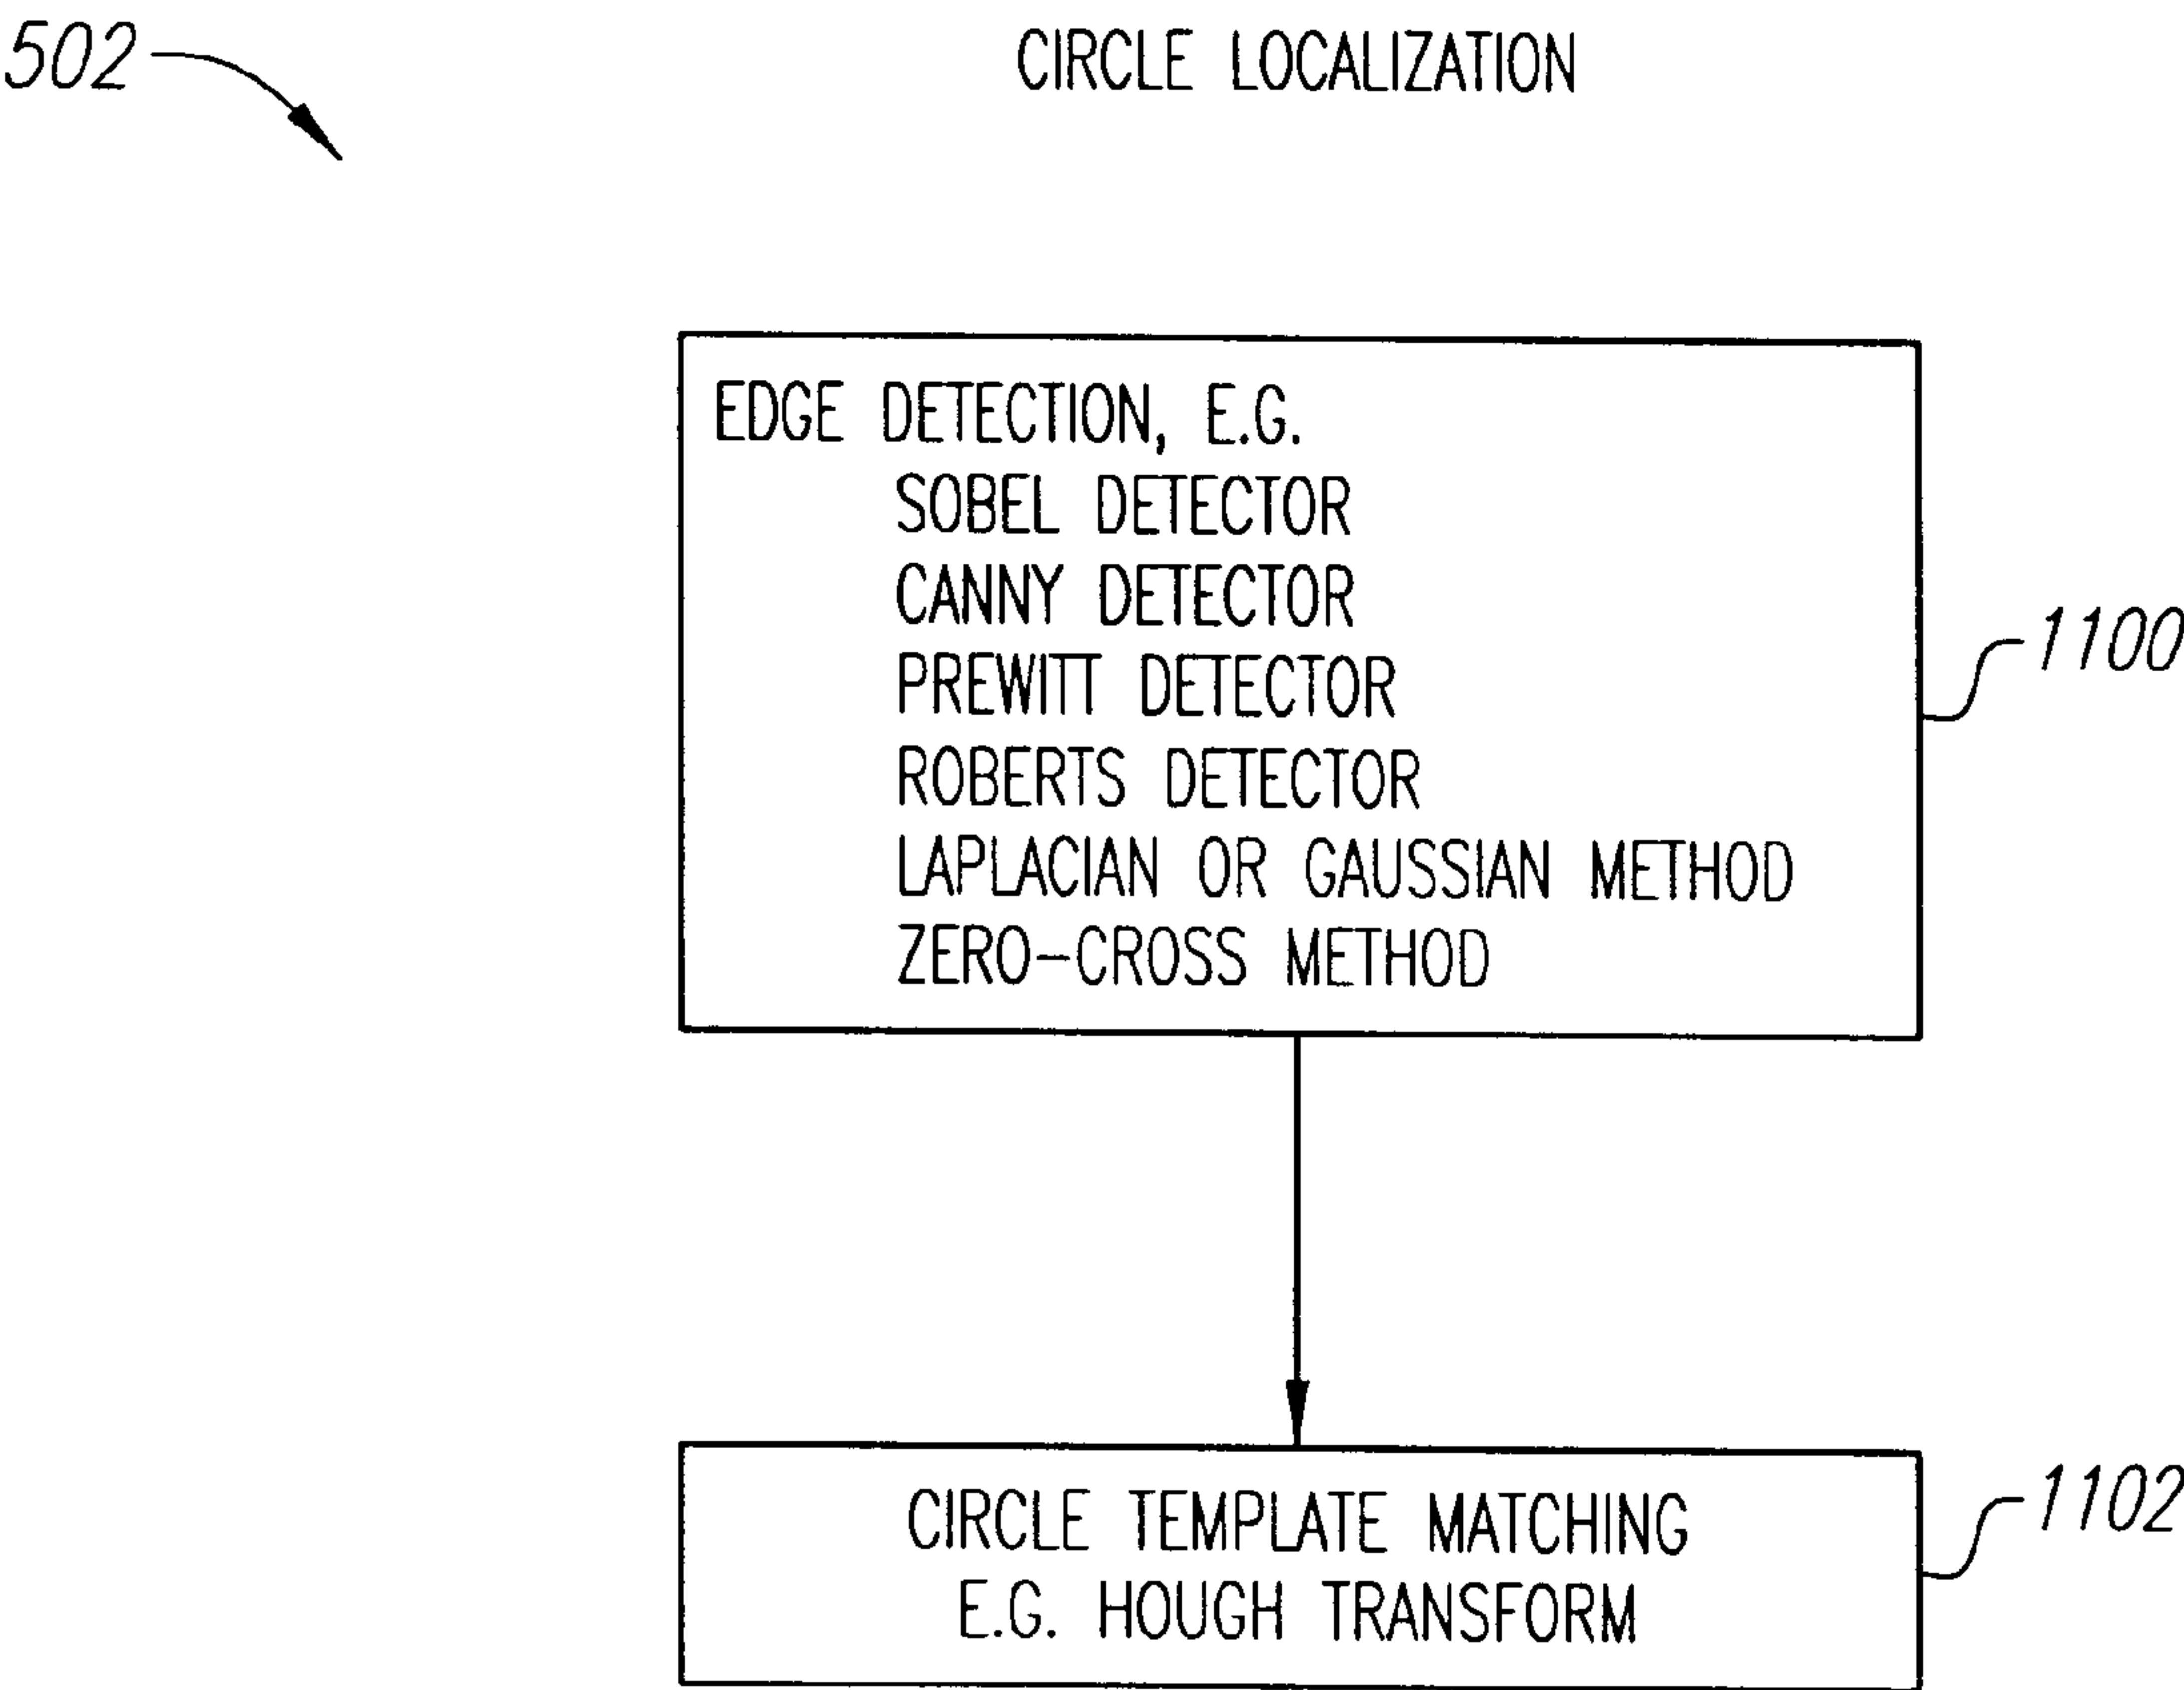 502
CIRCLE LOCALIZATION
EDGE DETECTION, E.G.
SOBEL DETECTOR
CANNY DETECTOR
PREWITT DETECTOR
ROBERTS DETECTOR
LAPLACIAN OR GAUSSIAN METHOD
ZERO-CROSS METHOD
1100
CIRCLE TEMPLATE MATCHING
E.G. HOUGH TRANSFORM
1102